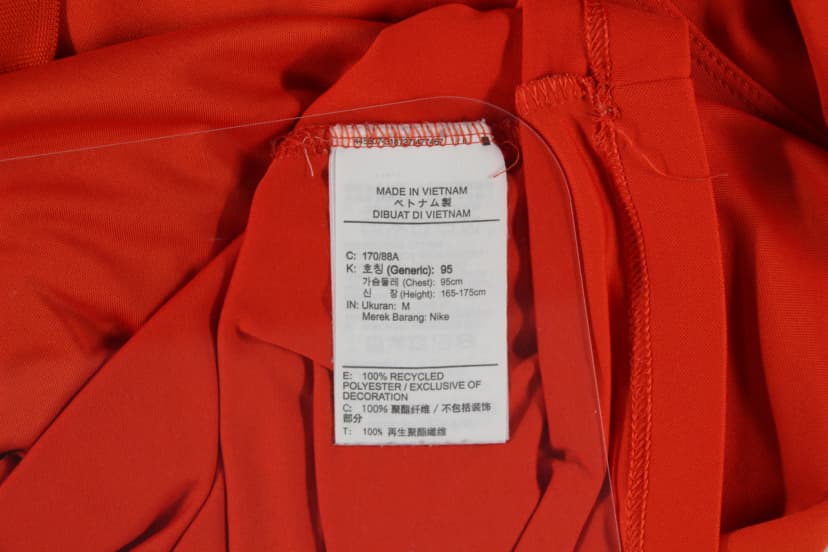 MADE IN VIETNAM
ベトナム製
DIBUAT DI VIETNAM
C: 170/88A
K: 호칭 (Generic): 95
가슴둘레 (Chest): 95cm
신 장 (Height): 165-175cm
IN: Ukuran: M
Merek Barang: Nike
E: 100% RECYCLED
POLYESTER / EXCLUSIVE OF
DECORATION
C: 100% 聚酯纤维 / 不包括装饰
部分
T: 100% 再生聚酯纖維